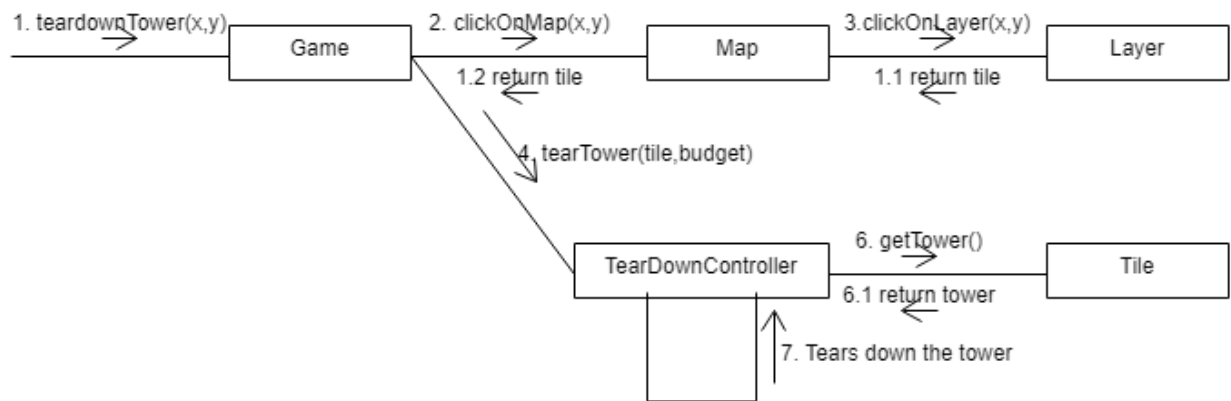 1. teardownTower(x,y)
Game
2. clickOnMap(x,y)
Map
3.clickOnLayer(x,y)
Layer
1.2 return tile
1.1 return tile
4. tearTower(tile,budget)
TearDownController
6. getTower()
Tile
6.1 return tower
7. Tears down the tower